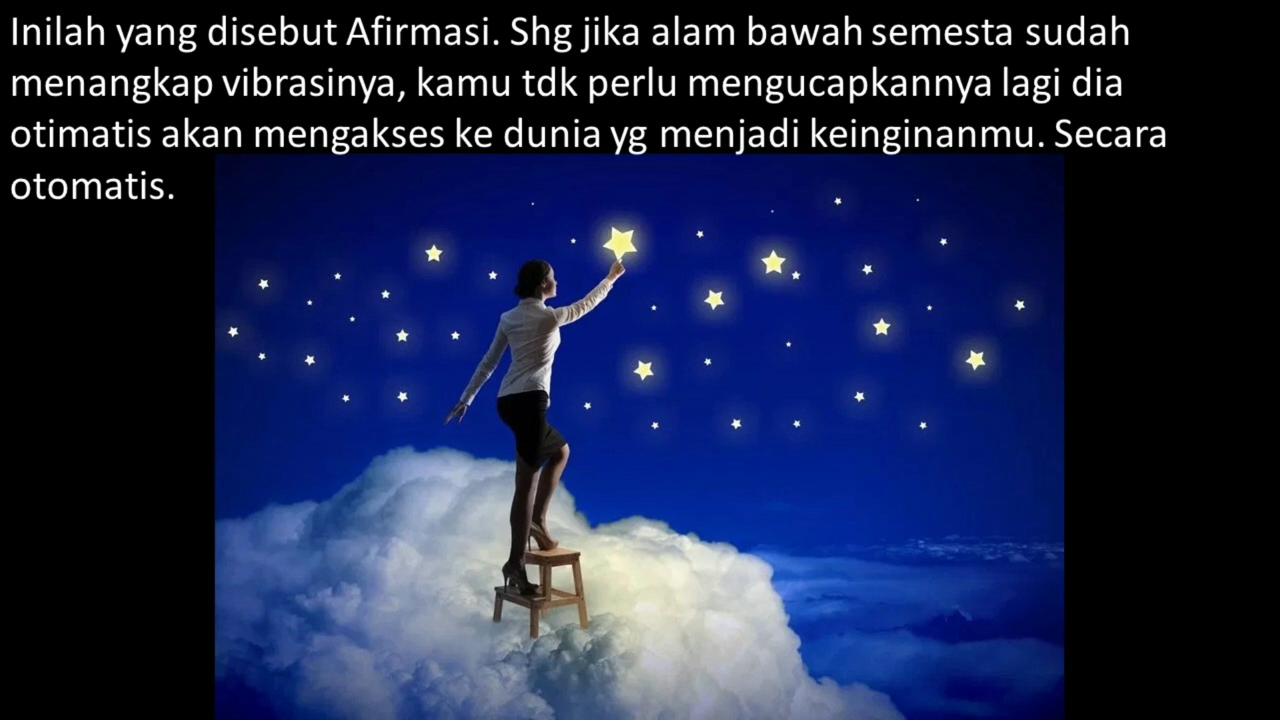 Inilah yang disebut Afirmasi. Shg jika alam bawah semesta sudah
menangkap vibrasinya, kamu tdk perlu mengucapkannya lagi dia
otimatis akan mengakses ke dunia yg menjadi keinginanmu. Secara
otomatis.